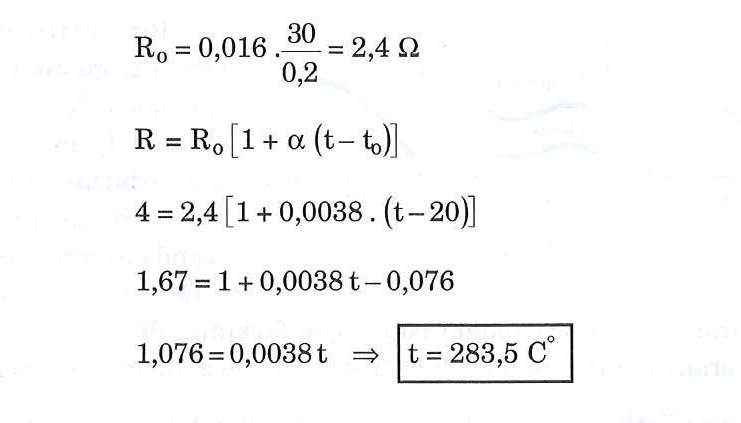 R₀ = 0,016 . 30/0,2 = 2,4 Ω
R = R₀ [1 + α (t − t₀)]
4 = 2,4 [1 + 0,0038 . (t − 20)]
1,67 = 1 + 0,0038 t − 0,076
1,076 = 0,0038 t ⇒ t = 283,5 C°